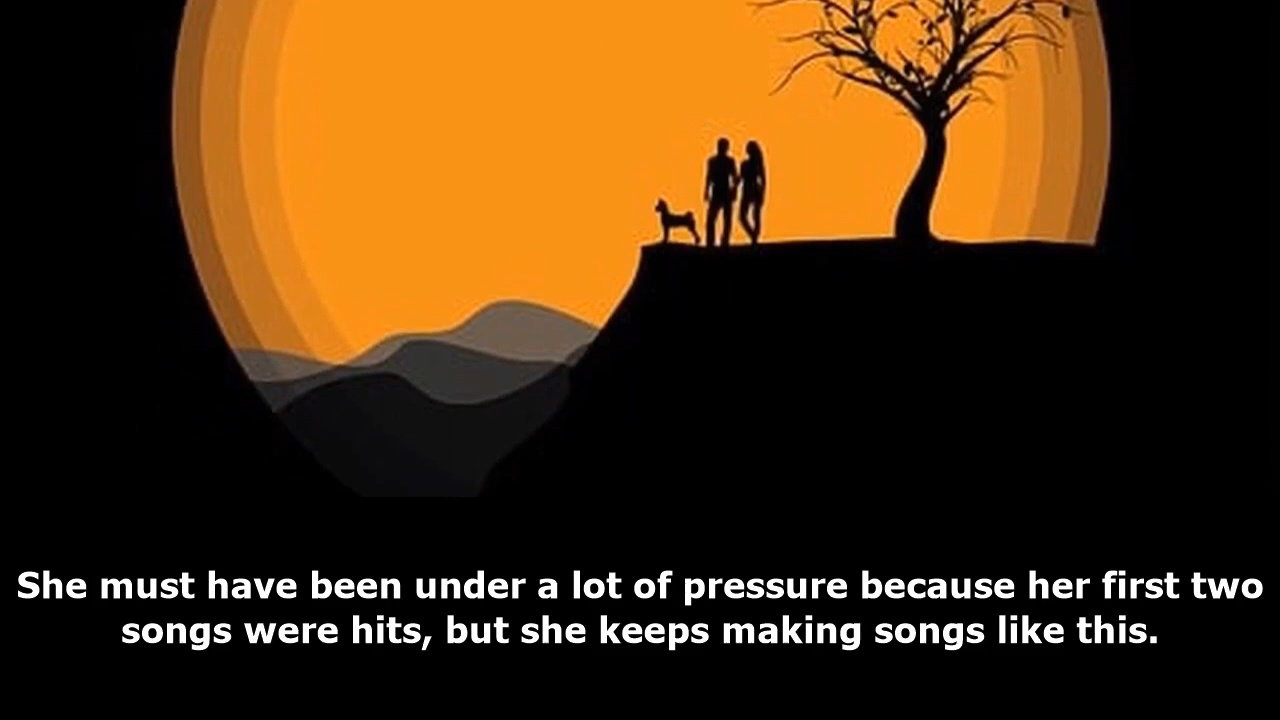 She must have been under a lot of pressure because her first two
songs were hits, but she keeps making songs like this.